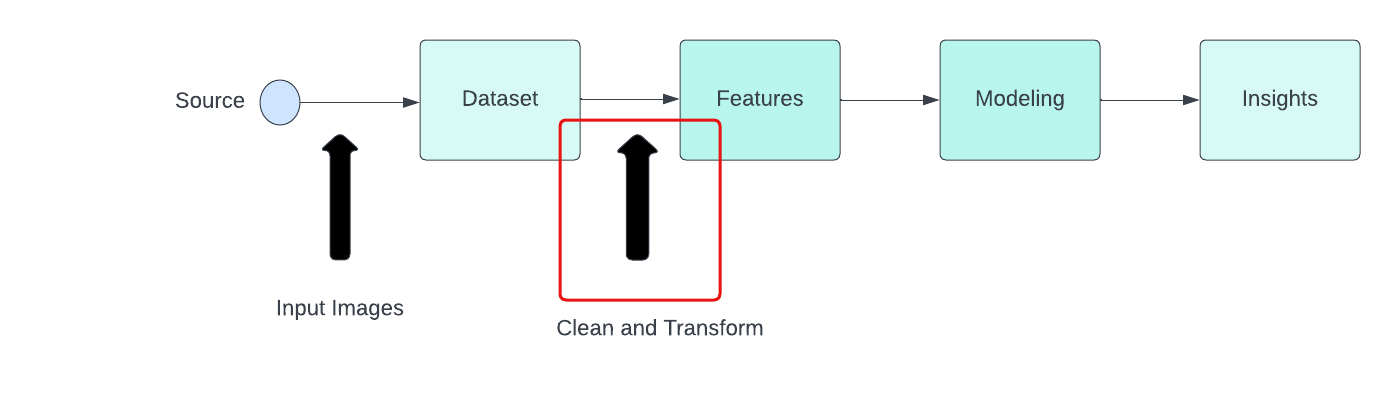 Source
Dataset
Features
Modeling
Insights
Input Images
Clean and Transform